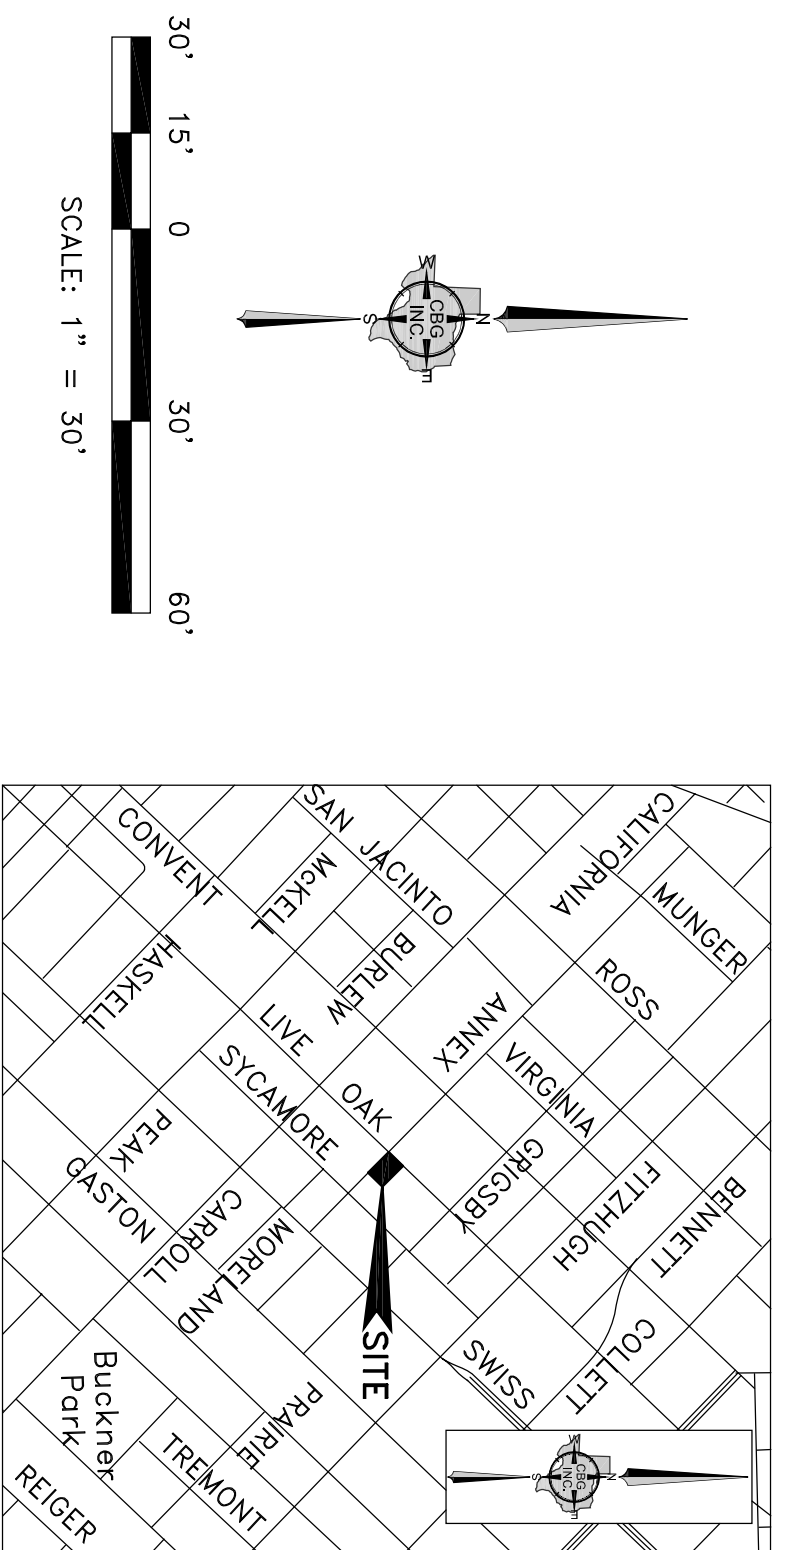 30' 15' 0 30' 60'
SCALE: 1" = 30'
N
W
CBG
INC.
E
S
CALIFORNIA
MUNGER
SAN JACINTO
ROSS
CONVENT
McKELL
BURLEW
ANNEX
VIRGINIA
HASKELL
LIVE OAK
SYCAMORE
GRIGSBY
FITZHUGH
BENNETT
PEAK
GASTON
CARROLL
MORELAND
SITE
SWISS
COLLETT
Buckner
Park
PRAIRIE
TREMONT
REIGER
N
W
CBG
INC.
E
S